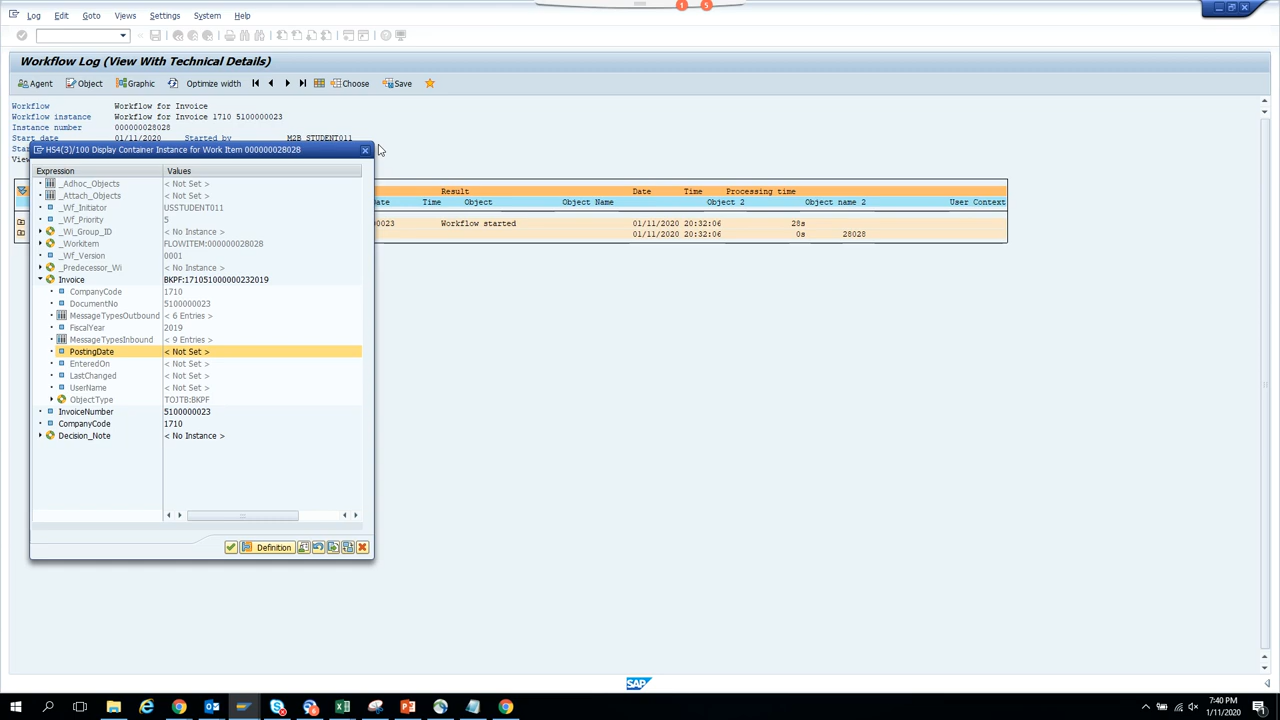 Log Edit Goto Views Settings System Help
1 5
Workflow Log (View With Technical Details)
Agent Object Graphic Optimize width Choose Save
Workflow Workflow for Invoice
Workflow instance Workflow for Invoice 1710 5100000023
Instance number 000000028028
Start date 01/11/2020 Started by M2B STUDENT011
HS4(3)/100 Display Container Instance for Work Item 000000028028
Expression Values
_Adhoc_Objects < Not Set >
_Attach_Objects < Not Set >
_Wf_Initiator USSTUDENT011
_Wf_Priority 5
_Wi_Group_ID < No Instance >
_Workitem FLOWITEM:000000028028
_Wf_Version 0001
_Predecessor_Wi < No Instance >
Invoice BKPF:171051000000232019
CompanyCode 1710
DocumentNo 5100000023
MessageTypesOutbound < 6 Entries >
FiscalYear 2019
MessageTypesInbound < 9 Entries >
PostingDate < Not Set >
EnteredOn < Not Set >
LastChanged < Not Set >
UserName < Not Set >
ObjectType TOJTB:BKPF
InvoiceNumber 5100000023
CompanyCode 1710
Decision_Note < No Instance >
Definition
Result Date Time Processing time
Time Object Object Name Object 2 Object name 2 User Context
Workflow started 01/11/2020 20:32:06 28s
01/11/2020 20:32:06 0s 28028
SAP
7:40 PM
1/11/2020